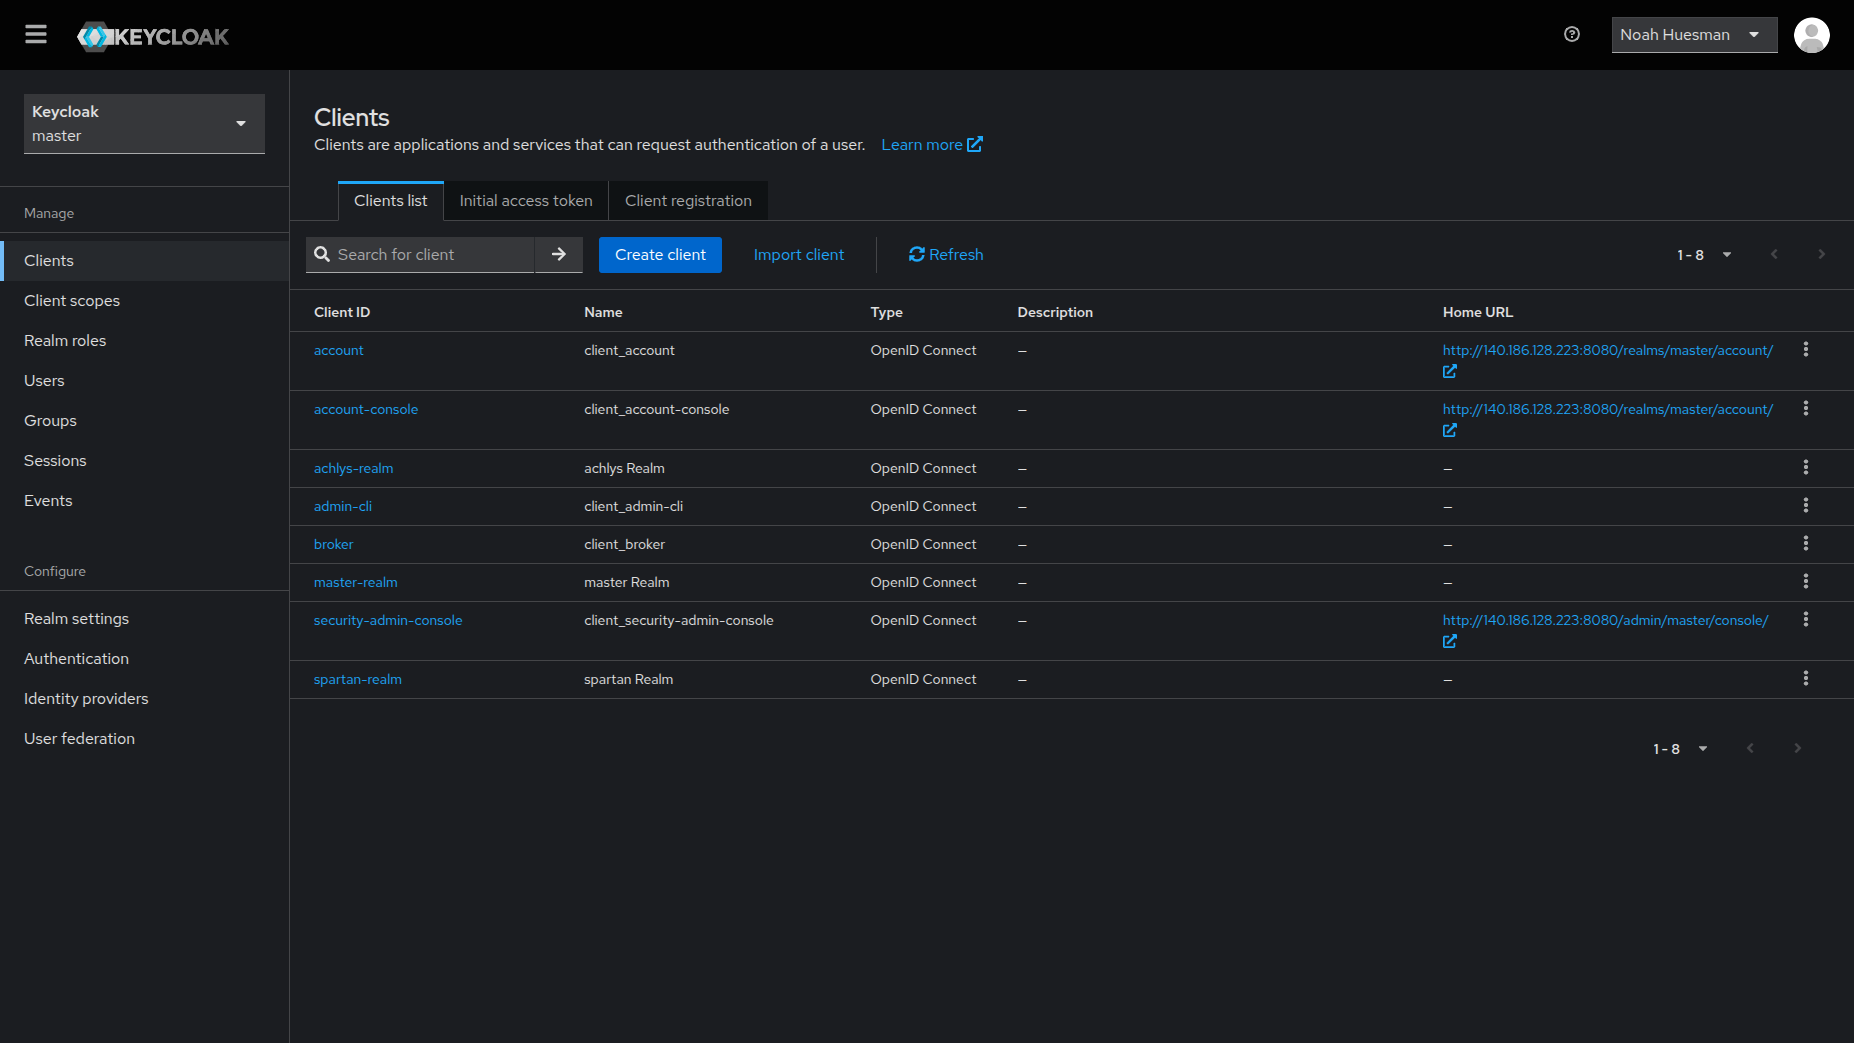 KEYCLOAK
Noah Huesman
Keycloak
master
Manage
Clients
Client scopes
Realm roles
Users
Groups
Sessions
Events
Configure
Realm settings
Authentication
Identity providers
User federation
Clients
Clients are applications and services that can request authentication of a user. Learn more
Clients list Initial access token Client registration
Search for client Create client Import client Refresh 1 - 8
Client ID Name Type Description Home URL
account client_account OpenID Connect – http://140.186.128.223:8080/realms/master/account/
account-console client_account-console OpenID Connect – http://140.186.128.223:8080/realms/master/account/
achlys-realm achlys Realm OpenID Connect – –
admin-cli client_admin-cli OpenID Connect – –
broker client_broker OpenID Connect – –
master-realm master Realm OpenID Connect – –
security-admin-console client_security-admin-console OpenID Connect – http://140.186.128.223:8080/admin/master/console/
spartan-realm spartan Realm OpenID Connect – –
1 - 8